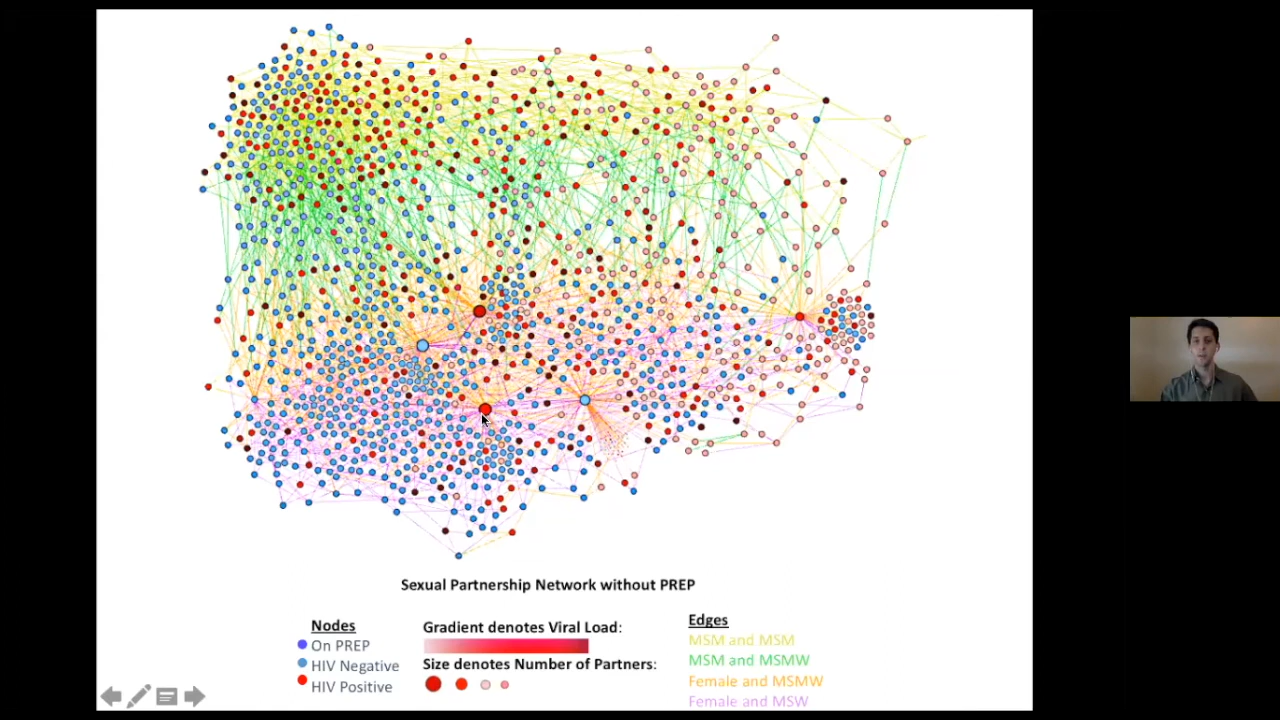 Sexual Partnership Network without PREP
Nodes
On PREP
HIV Negative
HIV Positive
Gradient denotes Viral Load:
Size denotes Number of Partners:
Edges
MSM and MSM
MSM and MSMW
Female and MSMW
Female and MSW